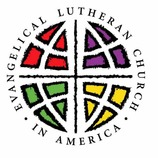 EVANGELICAL LUTHERAN CHURCH
· IN AMERICA ·